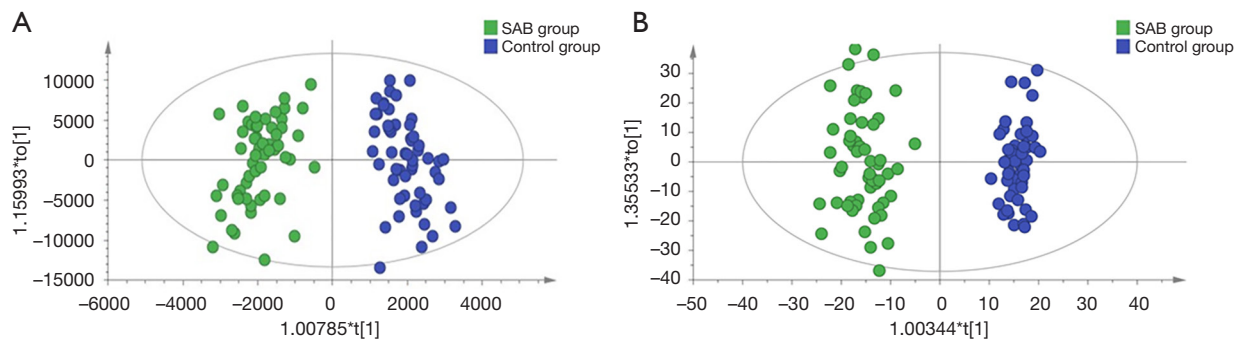 A
SAB group
Control group
1.15993*to[1]
10000
5000
0
−5000
−10000
−15000
−6000 −4000 −2000 0 2000 4000
1.00785*t[1]
B
SAB group
Control group
1.35533*to[1]
30
20
10
0
−10
−20
−30
−40
−50 −40 −30 −20 −10 0 10 20 30 40
1.00344*t[1]